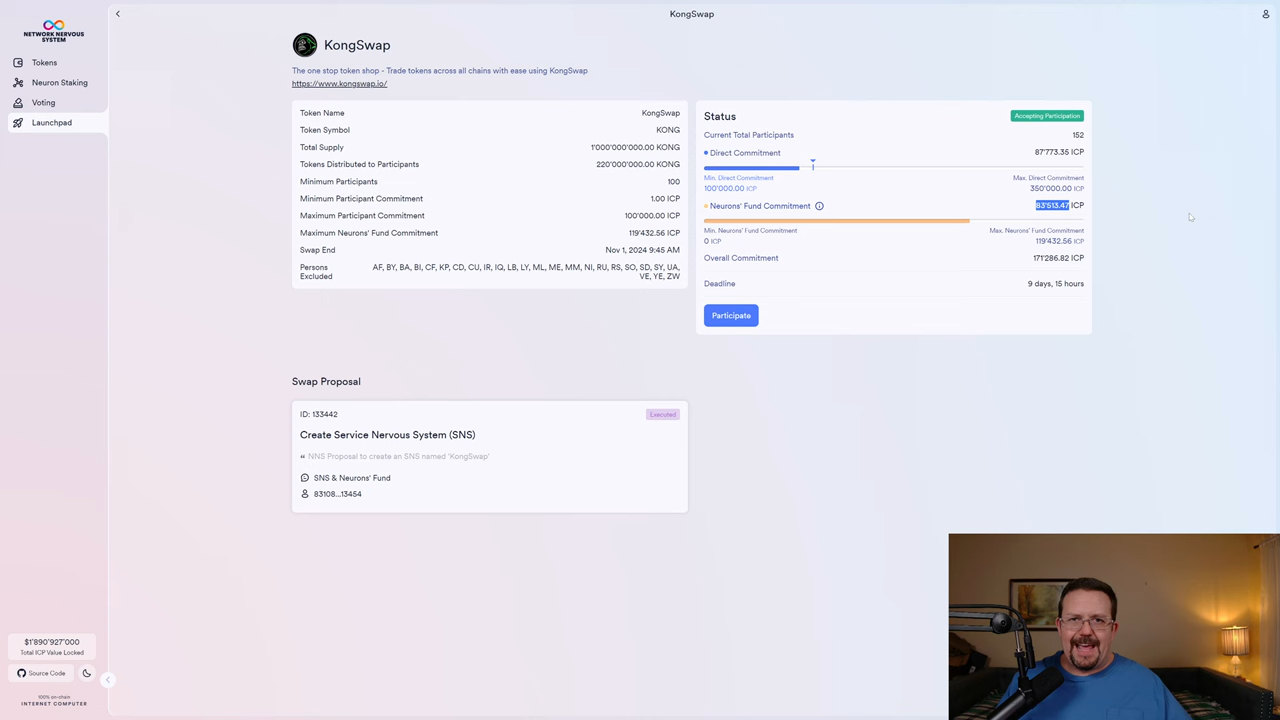 KongSwap
NETWORK NERVOUS
SYSTEM
Tokens
Neuron Staking
Voting
Launchpad
KongSwap
The one stop token shop - Trade tokens across all chains with ease using KongSwap
https://www.kongswap.io/
Token Name KongSwap
Token Symbol KONG
Total Supply 1'000'000'000.00 KONG
Tokens Distributed to Participants 220'000'000.00 KONG
Minimum Participants 100
Minimum Participant Commitment 1.00 ICP
Maximum Participant Commitment 100'000.00 ICP
Maximum Neurons' Fund Commitment 119'432.56 ICP
Swap End Nov 1, 2024 9:45 AM
Persons Excluded AF, BY, BA, BI, CF, KP, CD, CU, IR, IQ, LB, LY, ML, ME, MM, NI, RU, RS, SO, SD, SY, UA,
VE, YE, ZW
Status Accepting Participation
Current Total Participants 152
Direct Commitment 87'773.35 ICP
Min. Direct Commitment Max. Direct Commitment
100'000.00 ICP 350'000.00 ICP
Neurons' Fund Commitment 83'513.47 ICP
Min. Neurons' Fund Commitment Max. Neurons' Fund Commitment
0 ICP 119'432.56 ICP
Overall Commitment 171'286.82 ICP
Deadline 9 days, 15 hours
Participate
Swap Proposal
ID: 133442 Executed
Create Service Nervous System (SNS)
“ NNS Proposal to create an SNS named 'KongSwap'
SNS & Neurons' Fund
83108...13454
$1'890'927'000
Total ICP Value Locked
Source Code
100% on-chain
INTERNET COMPUTER